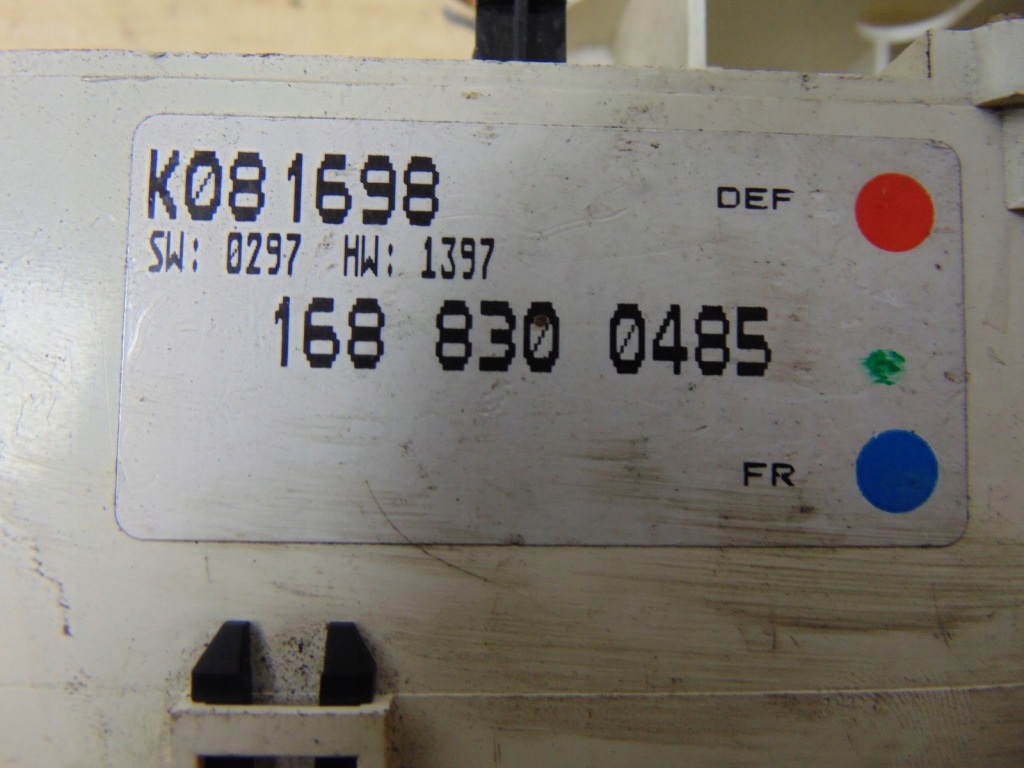 K081698
DEF
SW: 0297 HW: 1397
168 830 0485
FR